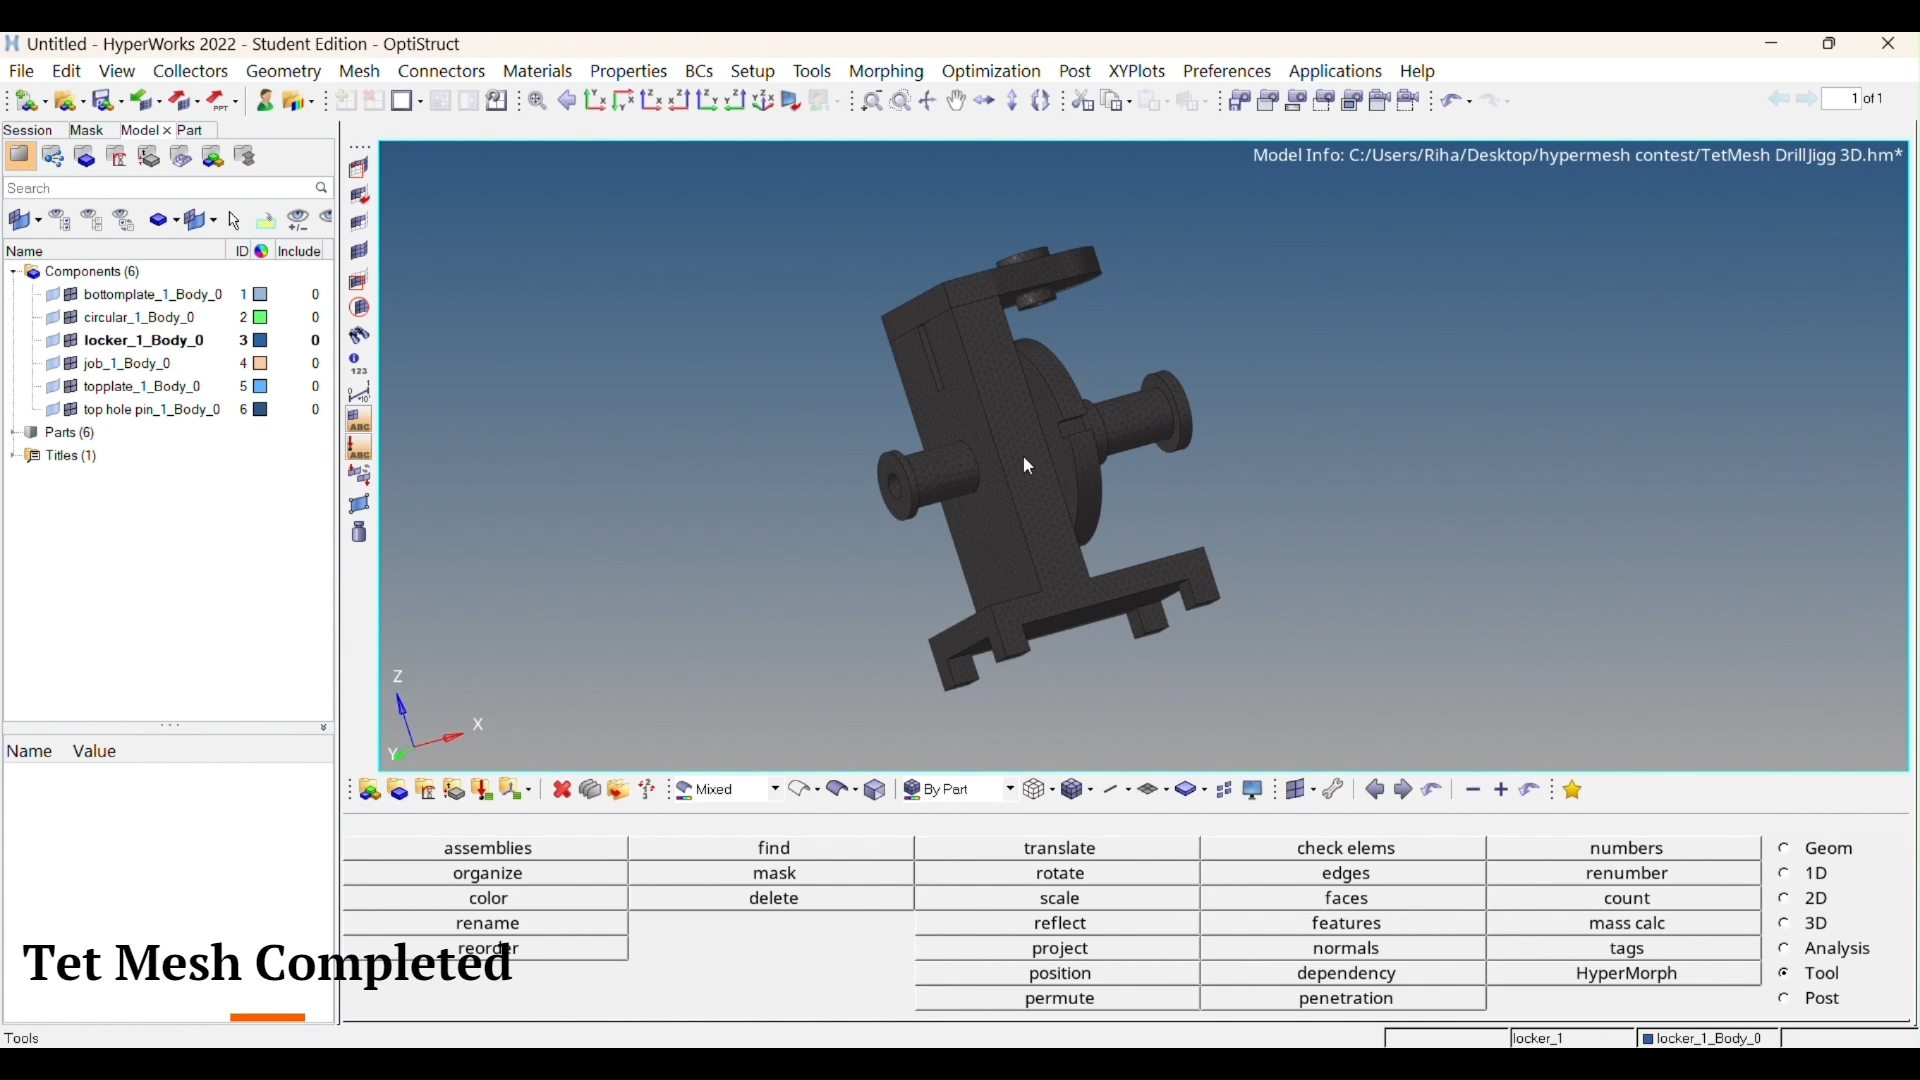 Untitled - HyperWorks 2022 - Student Edition - OptiStruct
File Edit View Collectors Geometry Mesh Connectors Materials Properties BCs Setup Tools Morphing Optimization Post XYPlots Preferences Applications Help
1 of 1
Session Mask Model x Part
Search
Model Info: C:/Users/Riha/Desktop/hypermesh contest/TetMesh DrillJigg 3D.hm*
Name ID Include
Components (6)
bottomplate_1_Body_0 1 0
circular_1_Body_0 2 0
locker_1_Body_0 3 0
job_1_Body_0 4 0
topplate_1_Body_0 5 0
top hole pin_1_Body_0 6 0
Parts (6)
Titles (1)
Z
X
Y
Name Value
Mixed By Part
assemblies find translate check elems numbers Geom
organize mask rotate edges renumber 1D
color delete scale faces count 2D
rename reflect features mass calc 3D
reorder project normals tags Analysis
position dependency HyperMorph Tool
permute penetration Post
Tet Mesh Completed
Tools locker_1 locker_1_Body_0